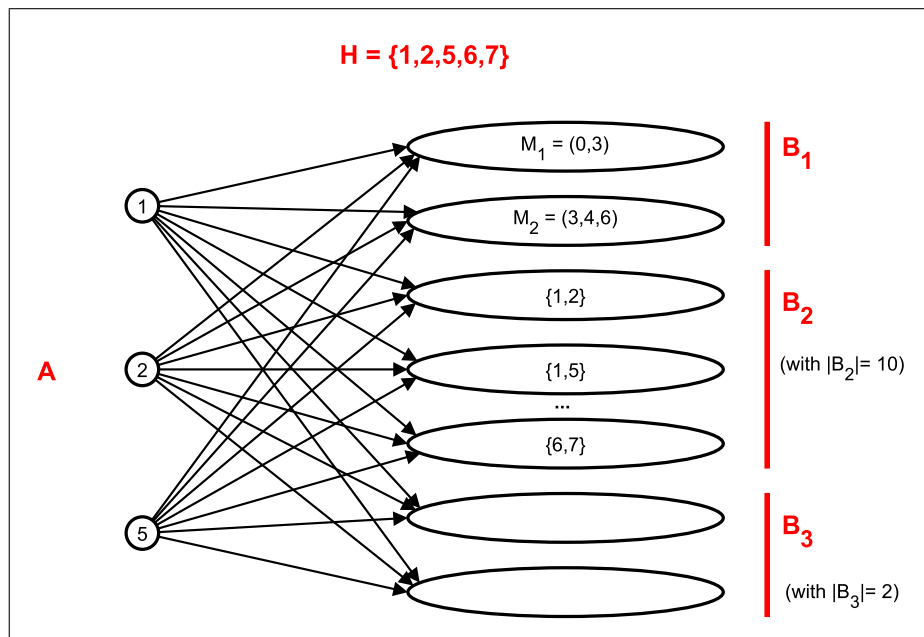 H = {1,2,5,6,7}
M1 = (0,3)
B1
1
M2 = (3,4,6)
{1,2}
B2
A
2
{1,5}
(with |B2|= 10)
...
{6,7}
5
B3
(with |B3|= 2)